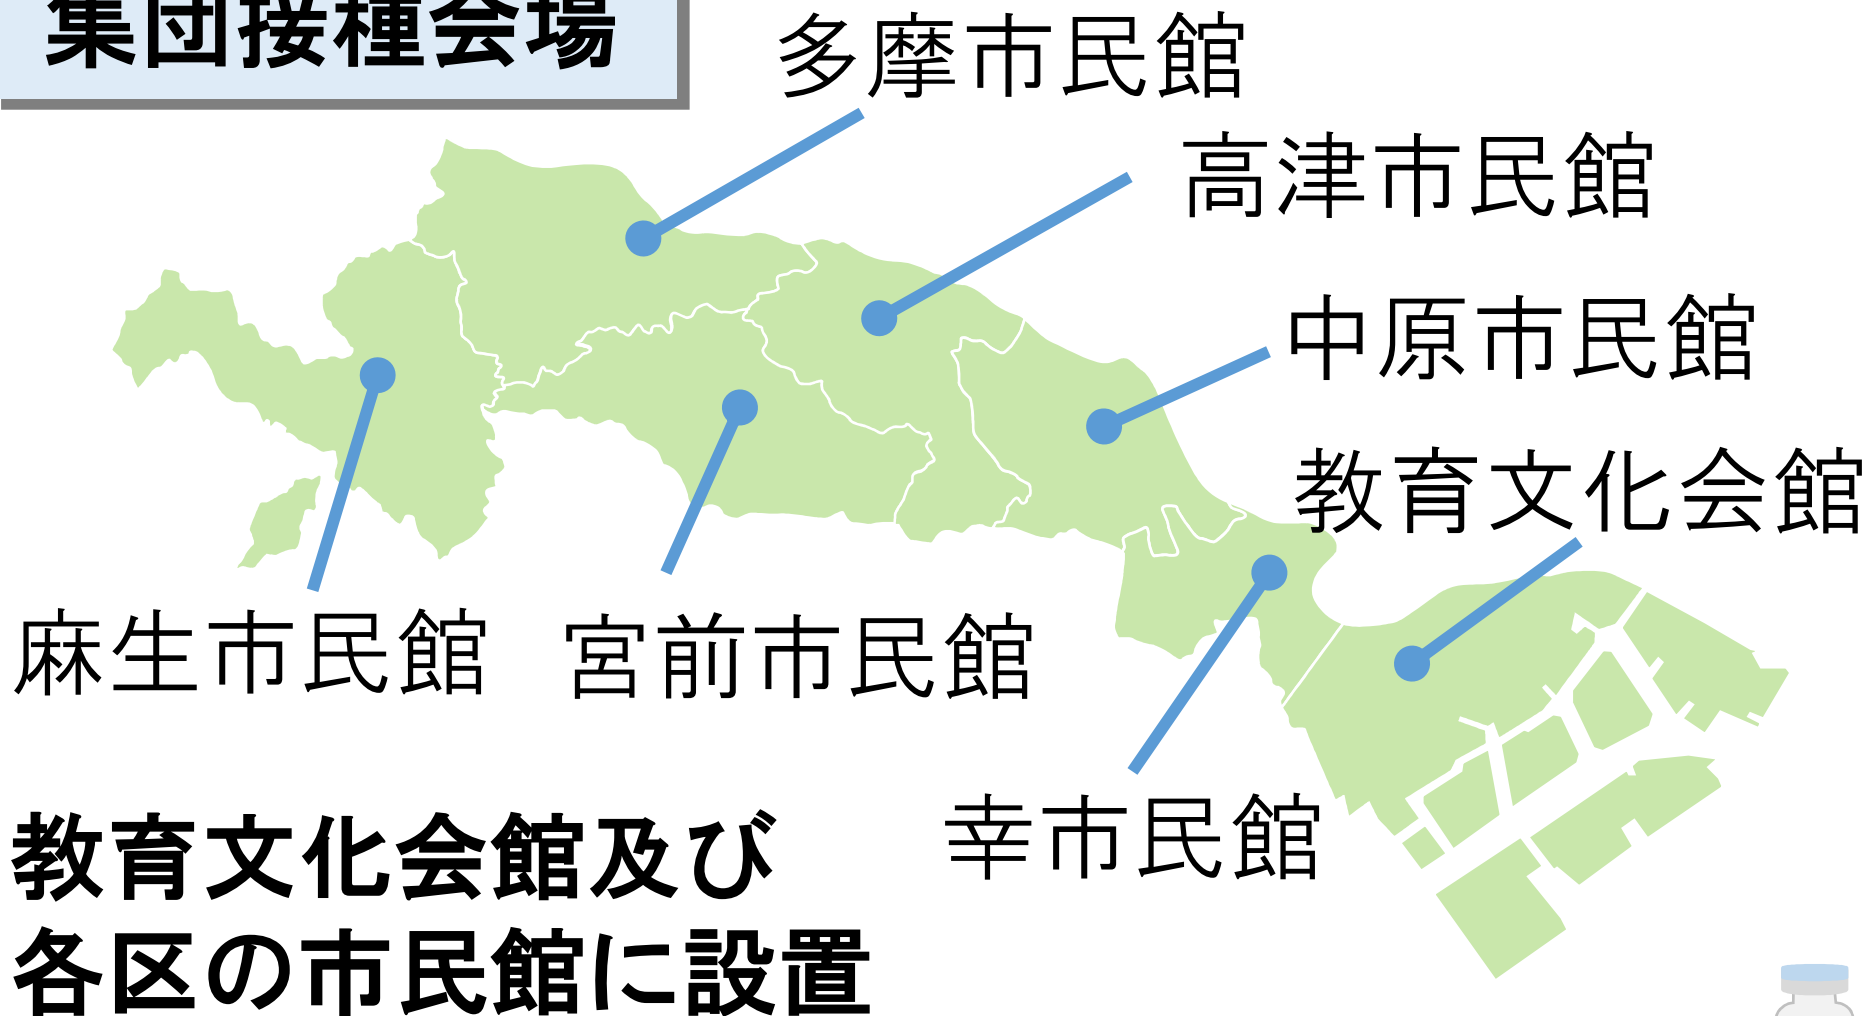 集団接種会場
多摩市民館
高津市民館
中原市民館
教育文化会館
麻生市民館
宮前市民館
幸市民館
教育文化会館及び
各区の市民館に設置